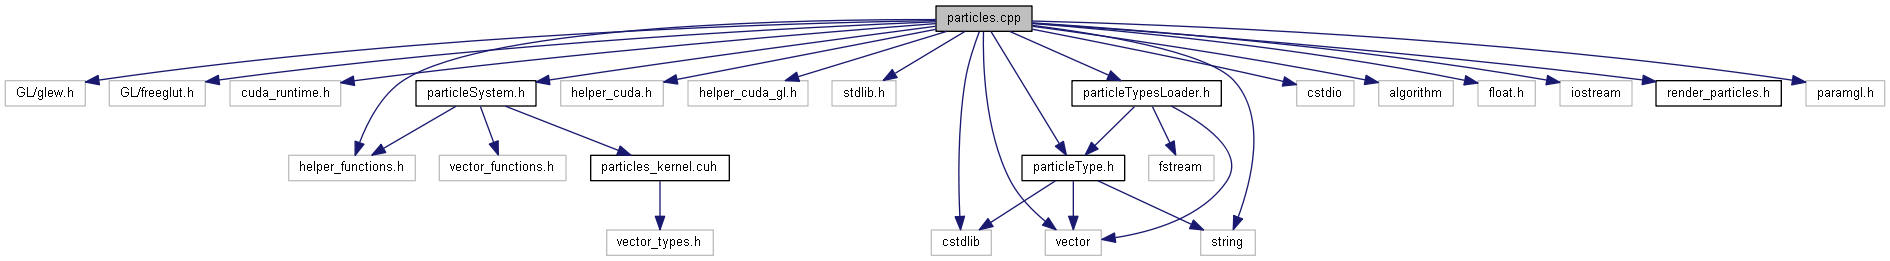 particles.cpp
GL/glew.h
GL/freeglut.h
cuda_runtime.h
particleSystem.h
helper_cuda.h
helper_cuda_gl.h
stdlib.h
particleTypesLoader.h
cstdio
algorithm
float.h
iostream
render_particles.h
paramgl.h
helper_functions.h
vector_functions.h
particles_kernel.cuh
particleType.h
fstream
vector_types.h
cstdlib
vector
string